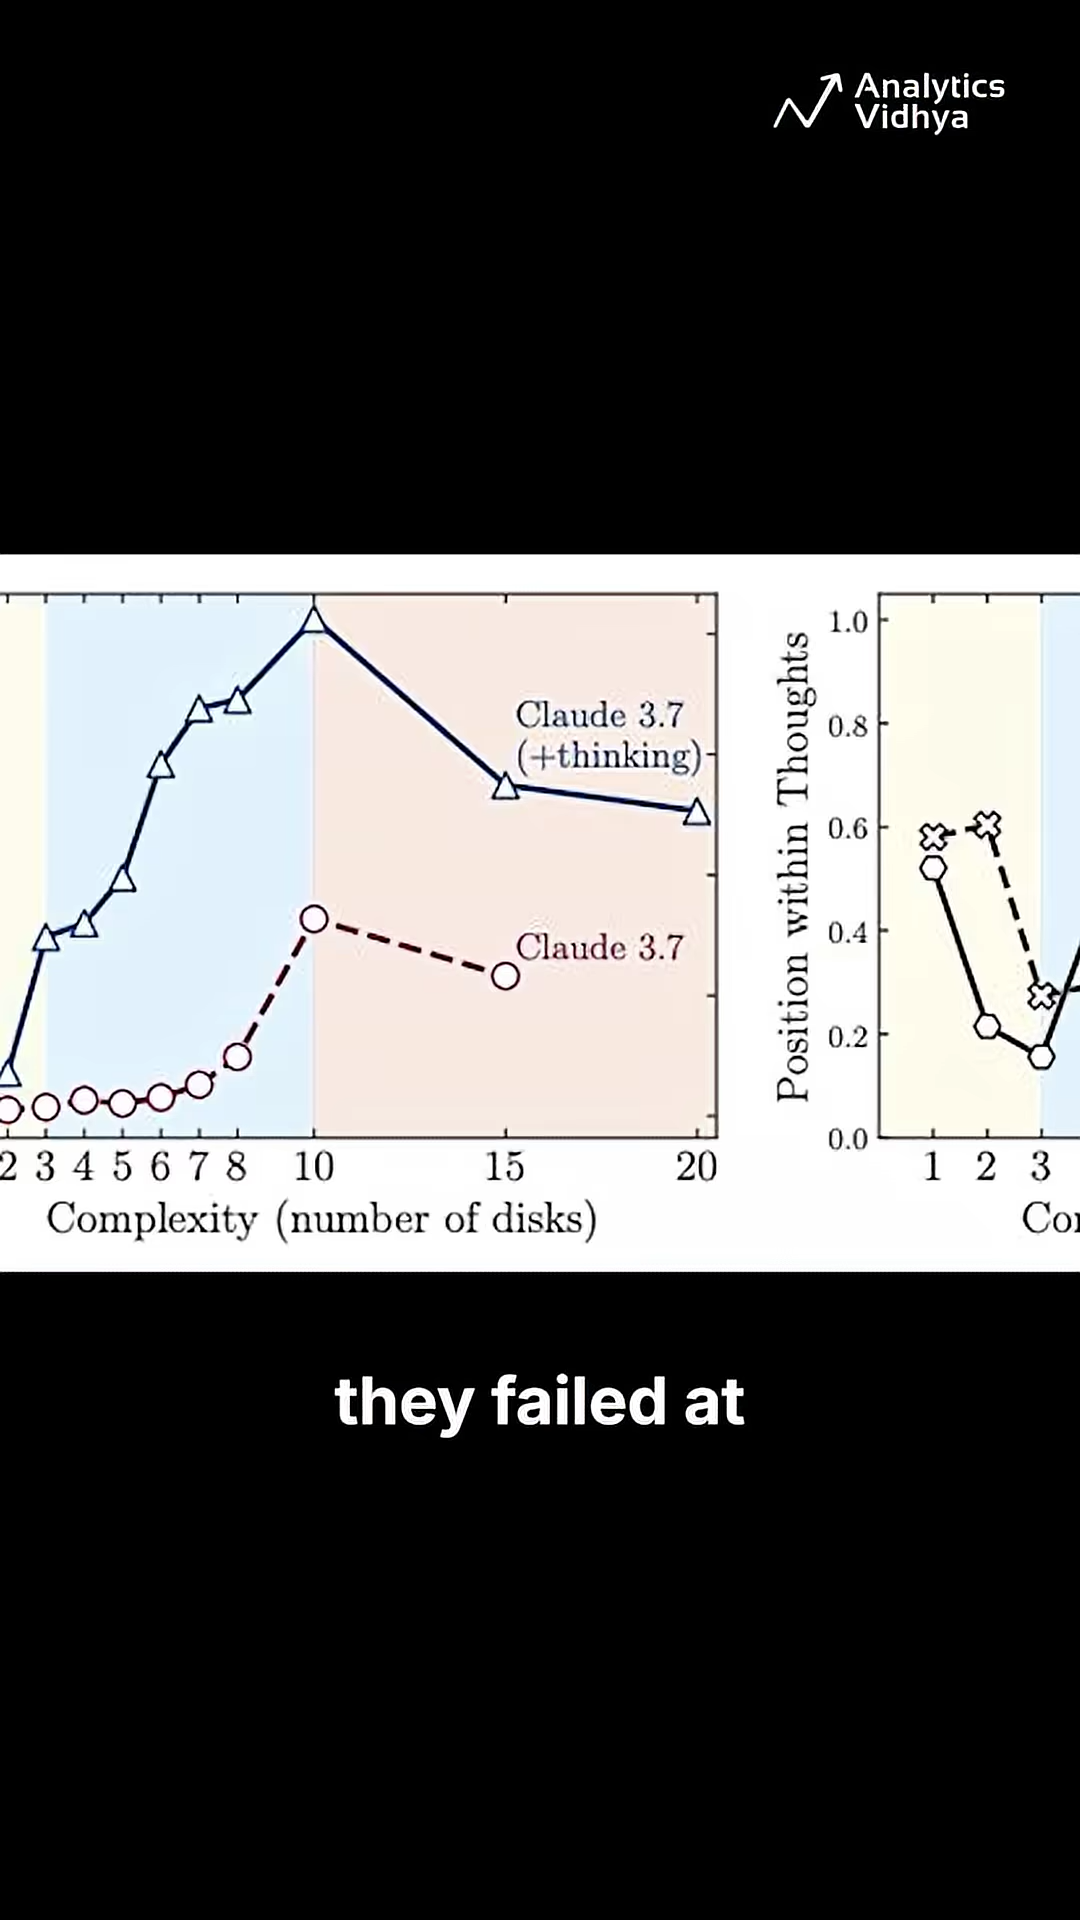 Analytics
Vidhya
Claude 3.7
(+thinking)
Claude 3.7
2 3 4 5 6 7 8 10 15 20
Complexity (number of disks)
Position within Thoughts
1.0
0.8
0.6
0.4
0.2
0.0
1 2 3
Co
they failed at